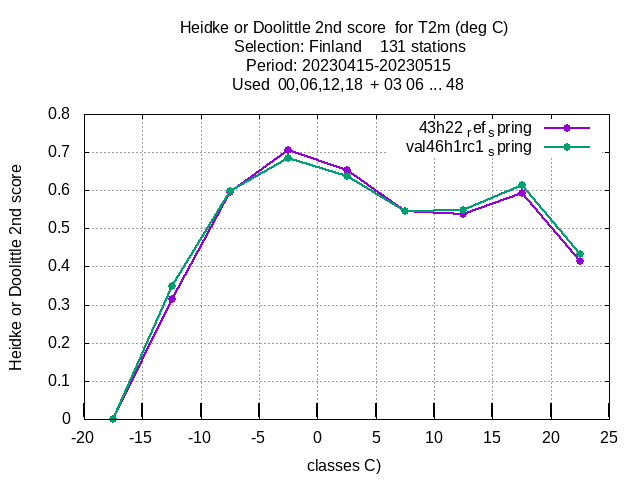 Heidke or Doolittle 2nd score for T2m (deg C)
Selection: Finland 131 stations
Period: 20230415-20230515
Used 00,06,12,18 + 03 06 ... 48
43h22 ref spring
val46h1rc1 spring
Heidke or Doolittle 2nd score
0.8
0.7
0.6
0.5
0.4
0.3
0.2
0.1
0
-20 -15 -10 -5 0 5 10 15 20 25
classes C)